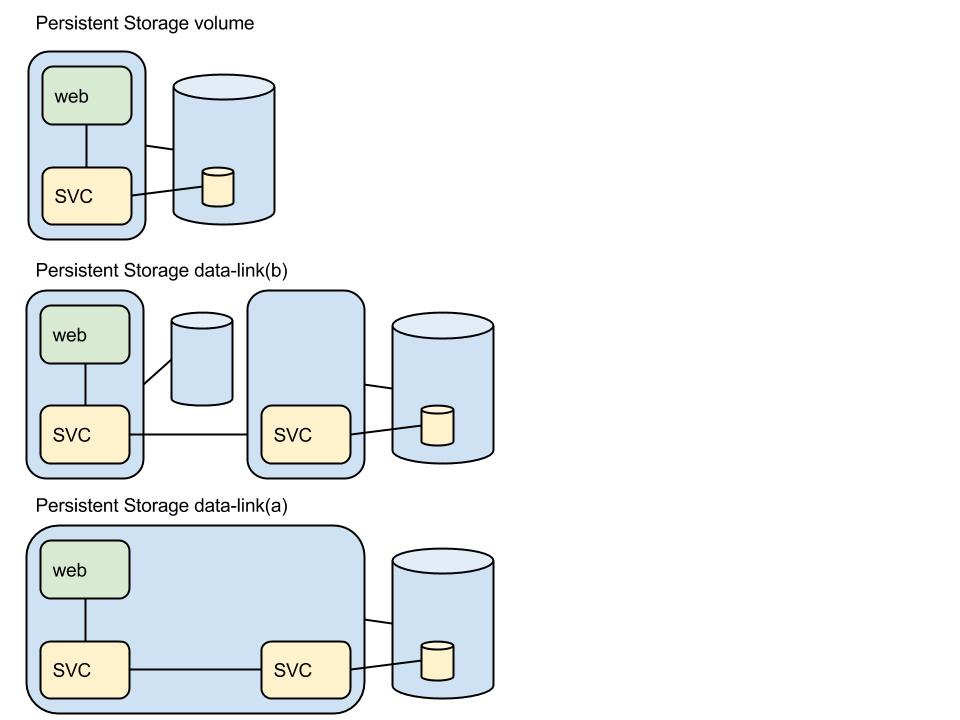 Persistent Storage volume
web
SVC
Persistent Storage data-link(b)
web
SVC
SVC
Persistent Storage data-link(a)
web
SVC
SVC